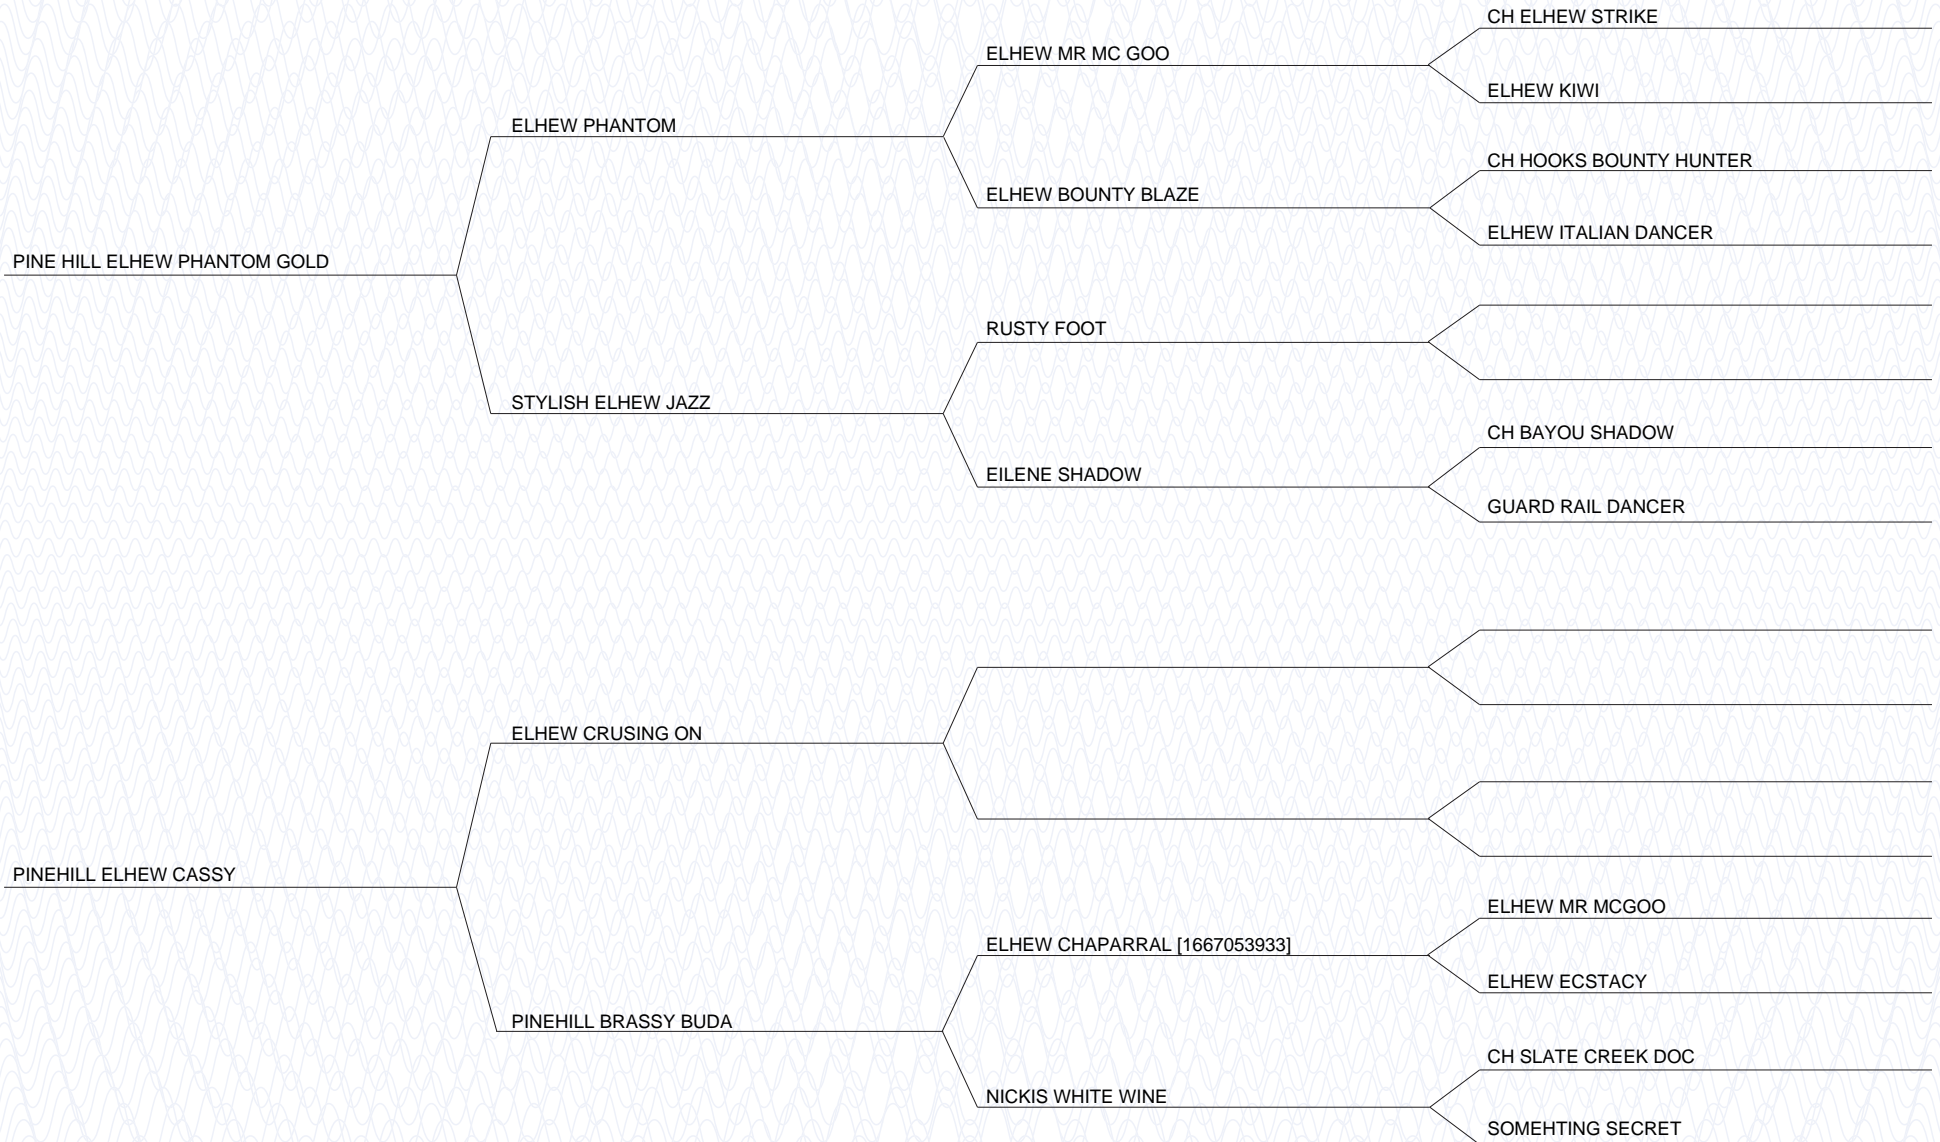 CH ELHEW STRIKE
ELHEW MR MC GOO
ELHEW KIWI
ELHEW PHANTOM
CH HOOKS BOUNTY HUNTER
ELHEW BOUNTY BLAZE
ELHEW ITALIAN DANCER
PINE HILL ELHEW PHANTOM GOLD
RUSTY FOOT
STYLISH ELHEW JAZZ
CH BAYOU SHADOW
EILENE SHADOW
GUARD RAIL DANCER
ELHEW CRUSING ON
PINEHILL ELHEW CASSY
ELHEW MR MCGOO
ELHEW CHAPARRAL [1667053933]
ELHEW ECSTACY
PINEHILL BRASSY BUDA
CH SLATE CREEK DOC
NICKIS WHITE WINE
SOMEHTING SECRET